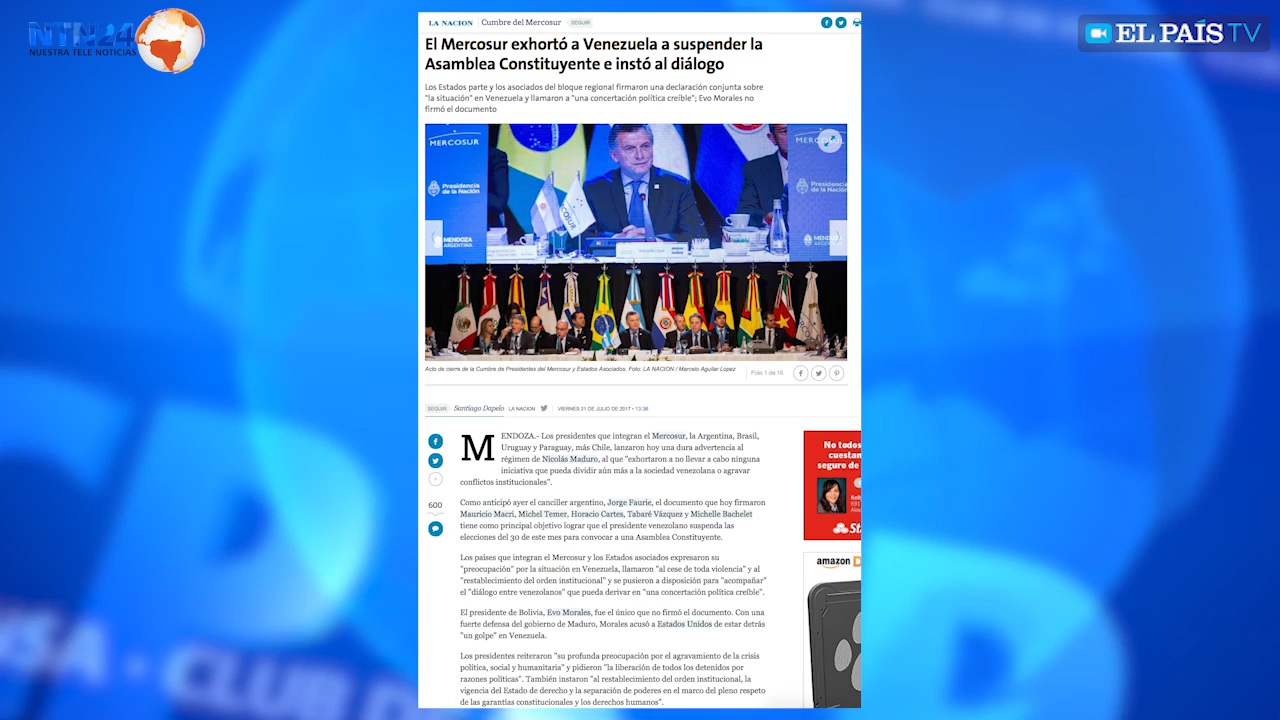 NTN24
NUESTRA TELE NOTICIAS
EL PAÍS TV
LA NACION
Cumbre del Mercosur
SEGUIR
El Mercosur exhortó a Venezuela a suspender la
Asamblea Constituyente e instó al diálogo
Los Estados parte y los asociados del bloque regional firmaron una declaración conjunta sobre
"la situación" en Venezuela y llamaron a "una concertación política creíble"; Evo Morales no
firmó el documento
MERCOSUR
MERCOSUR
Presidencia
de la Nación
Presidencia
de la Nación
MERCOSUR
MENDOZA
ARGENTINA
MENDOZA
ARGENTINA
Acto de cierre de la Cumbre de Presidentes del Mercosur y Estados Asociados. Foto: LA NACION / Marcelo Aguilar Lopez
Foto 1 de 16
SEGUIR
Santiago Dapelo
LA NACION
VIERNES 21 DE JULIO DE 2017 • 13:36
MENDOZA.- Los presidentes que integran el Mercosur, la Argentina, Brasil,
Uruguay y Paraguay, más Chile, lanzaron hoy una dura advertencia al
régimen de Nicolás Maduro, al que "exhortaron a no llevar a cabo ninguna
iniciativa que pueda dividir aún más a la sociedad venezolana o agravar
conflictos institucionales".
600
Como anticipó ayer el canciller argentino, Jorge Faurie, el documento que hoy firmaron
Mauricio Macri, Michel Temer, Horacio Cartes, Tabaré Vázquez y Michelle Bachelet
tiene como principal objetivo lograr que el presidente venezolano suspenda las
elecciones del 30 de este mes para convocar a una Asamblea Constituyente.
Los países que integran el Mercosur y los Estados asociados expresaron su
"preocupación" por la situación en Venezuela, llamaron "al cese de toda violencia" y al
"restablecimiento del orden institucional" y se pusieron a disposición para "acompañar"
el "diálogo entre venezolanos" que pueda derivar en "una concertación política creíble".
El presidente de Bolivia, Evo Morales, fue el único que no firmó el documento. Con una
fuerte defensa del gobierno de Maduro, Morales acusó a Estados Unidos de estar detrás
"un golpe" en Venezuela.
Los presidentes reiteraron "su profunda preocupación por el agravamiento de la crisis
política, social y humanitaria" y pidieron "la liberación de todos los detenidos por
razones políticas". También instaron "al restablecimiento del orden institucional, la
vigencia del Estado de derecho y la separación de poderes en el marco del pleno respeto
de las garantías constitucionales y los derechos humanos".
No todos
cuestan
seguro de
amazon